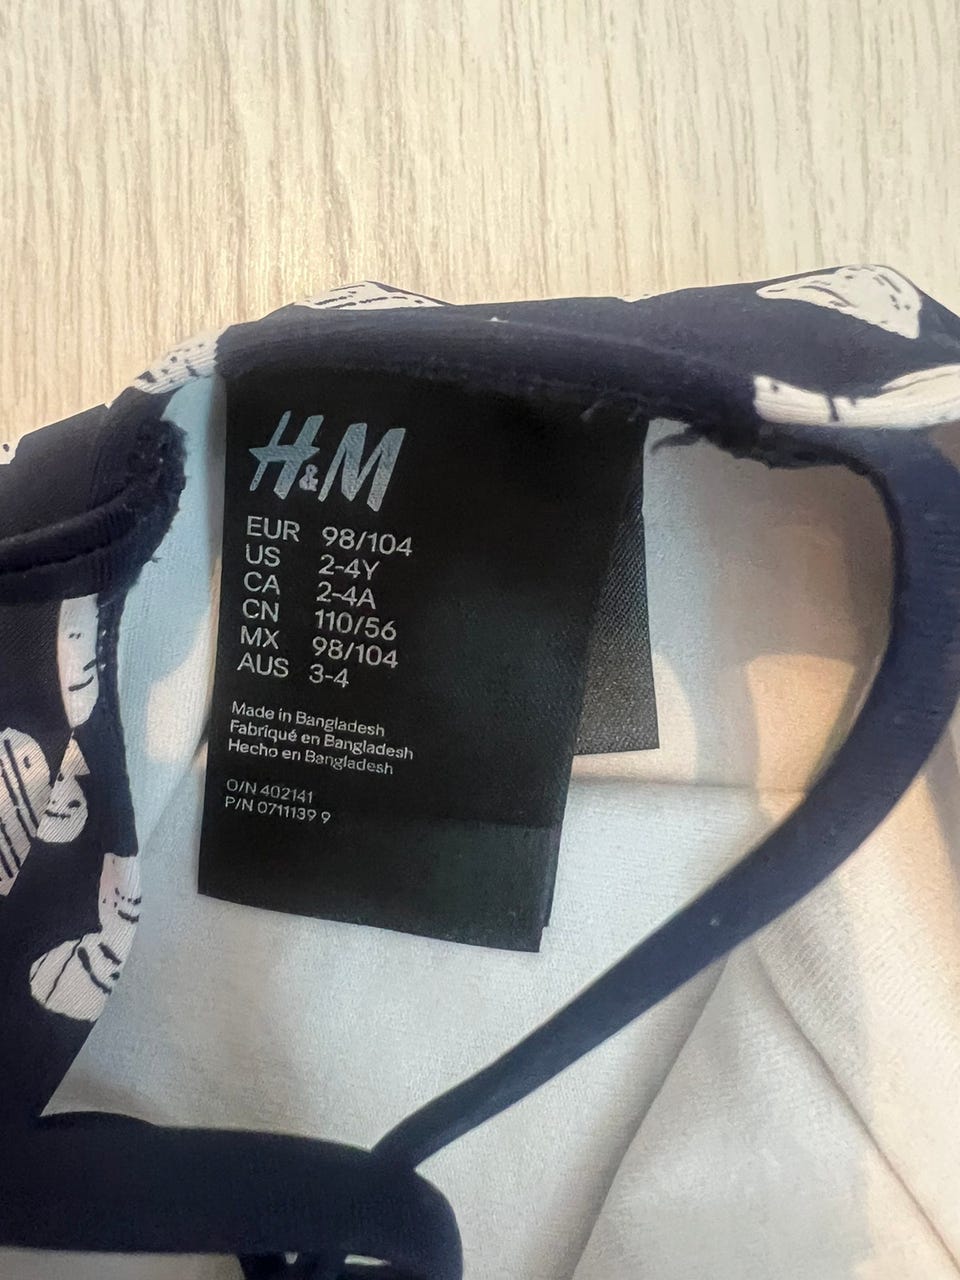 H&M
EUR 98/104
US 2-4Y
CA 2-4A
CN 110/56
MX 98/104
AUS 3-4
Made in Bangladesh
Fabriqué en Bangladesh
Hecho en Bangladesh
O/N 402141
P/N 0711139 9